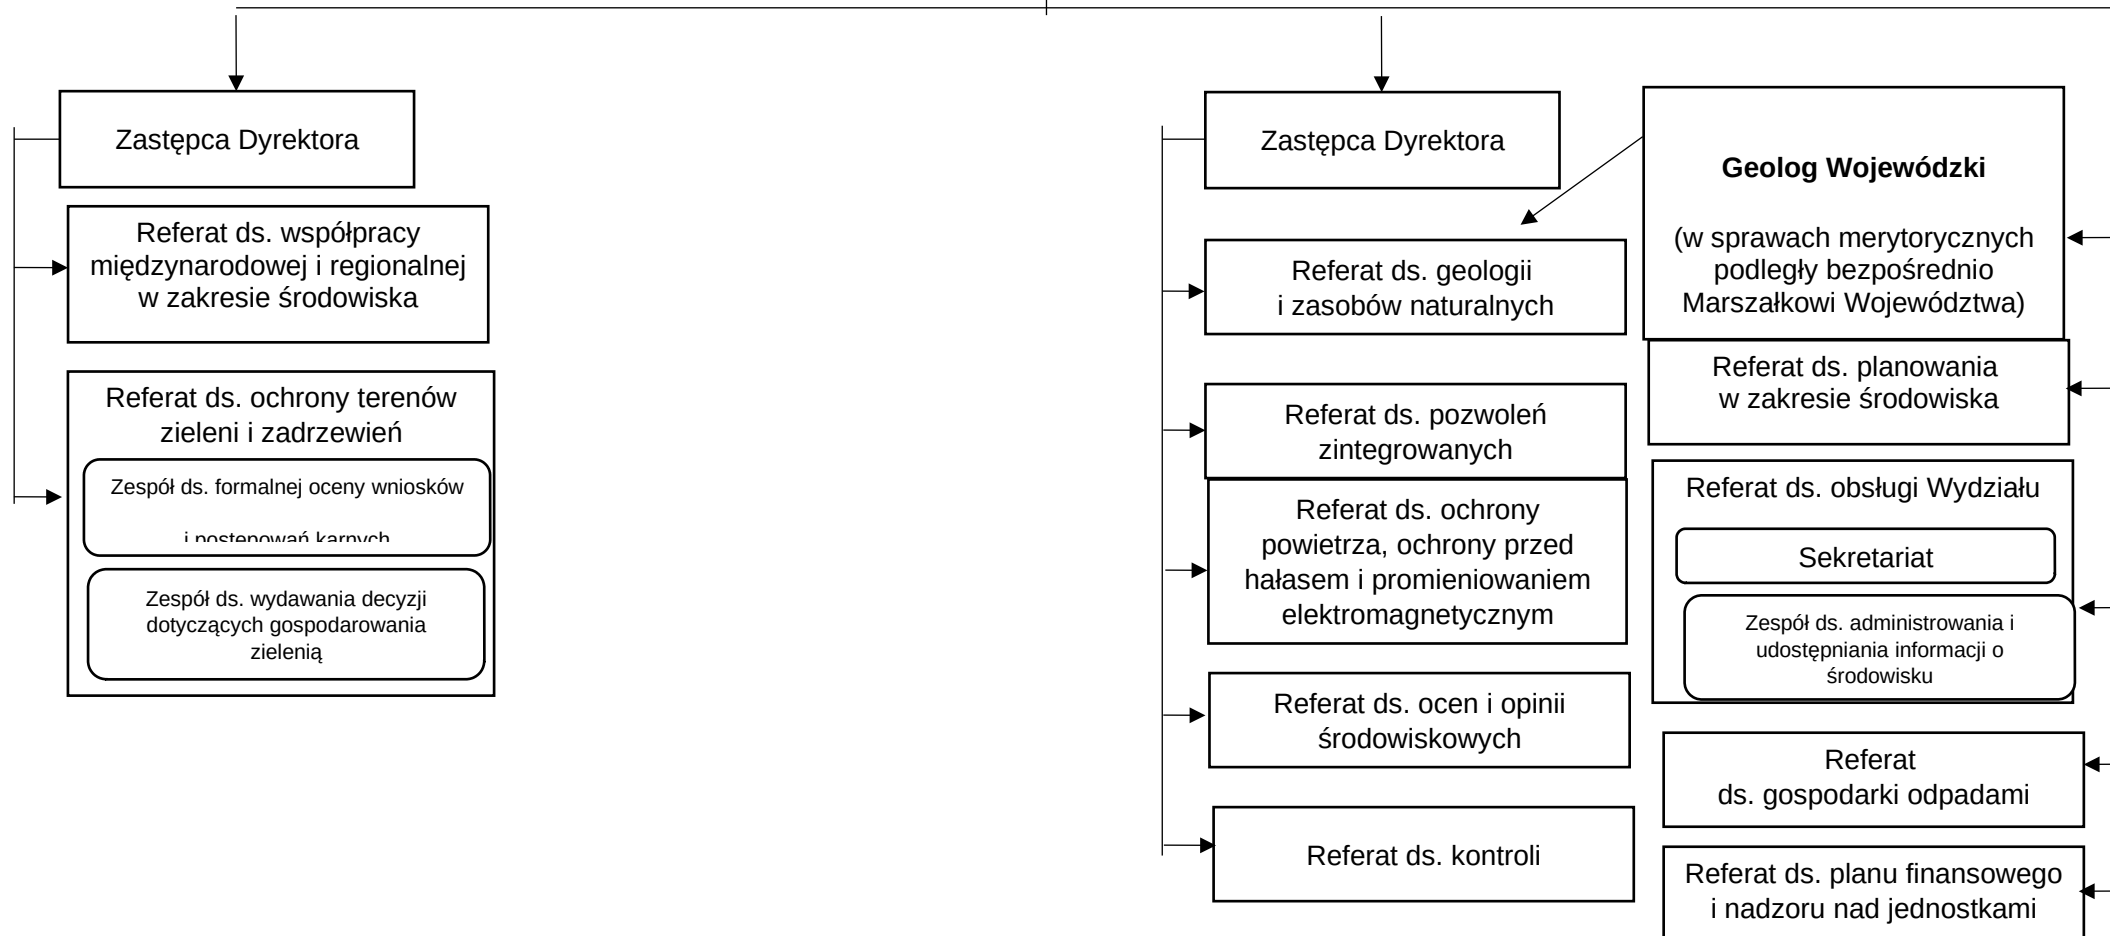 Zastępca Dyrektora
Referat ds. współpracy
międzynarodowej i regionalnej
w zakresie środowiska
Referat ds. ochrony terenów
zieleni i zadrzewień
Zespół ds. formalnej oceny wniosków
i postępowań karnych
Zespół ds. wydawania decyzji
dotyczących gospodarowania
zielenią
Zastępca Dyrektora
Referat ds. geologii
i zasobów naturalnych
Referat ds. pozwoleń
zintegrowanych
Referat ds. ochrony
powietrza, ochrony przed
hałasem i promieniowaniem
elektromagnetycznym
Referat ds. ocen i opinii
środowiskowych
Referat ds. kontroli
Geolog Wojewódzki
(w sprawach merytorycznych
podległy bezpośrednio
Marszałkowi Województwa)
Referat ds. planowania
w zakresie środowiska
Referat ds. obsługi Wydziału
Sekretariat
Zespół ds. administrowania i
udostępniania informacji o
środowisku
Referat
ds. gospodarki odpadami
Referat ds. planu finansowego
i nadzoru nad jednostkami